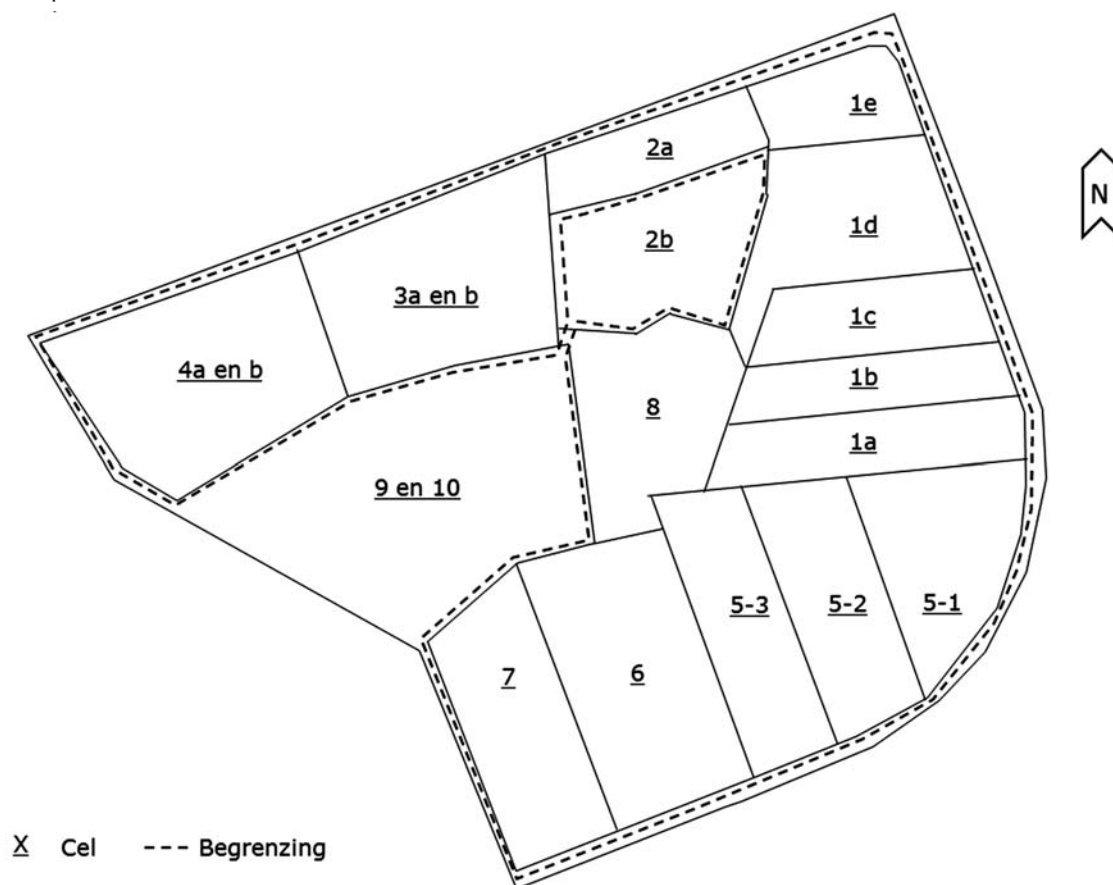 1e
2a
N
1d
2b
3a en b
1c
4a en b
1b
8
1a
9 en 10
5-3
5-2
5-1
7
6
X Cel --- Begrenzing